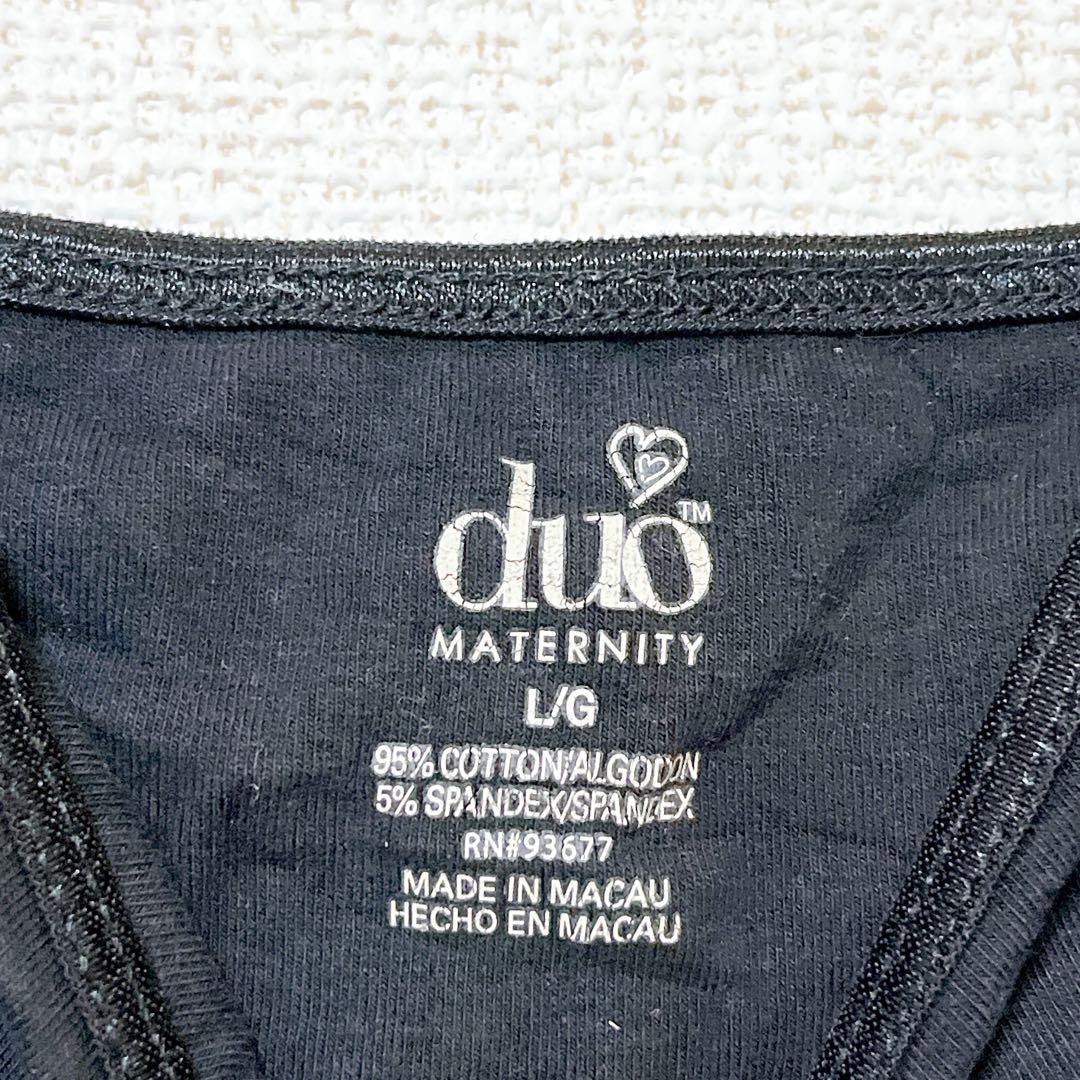 duo™
MATERNITY
L/G
95% COTTON/ALGODON
5% SPANDEX/SPANDEX
RN#93677
MADE IN MACAU
HECHO EN MACAU